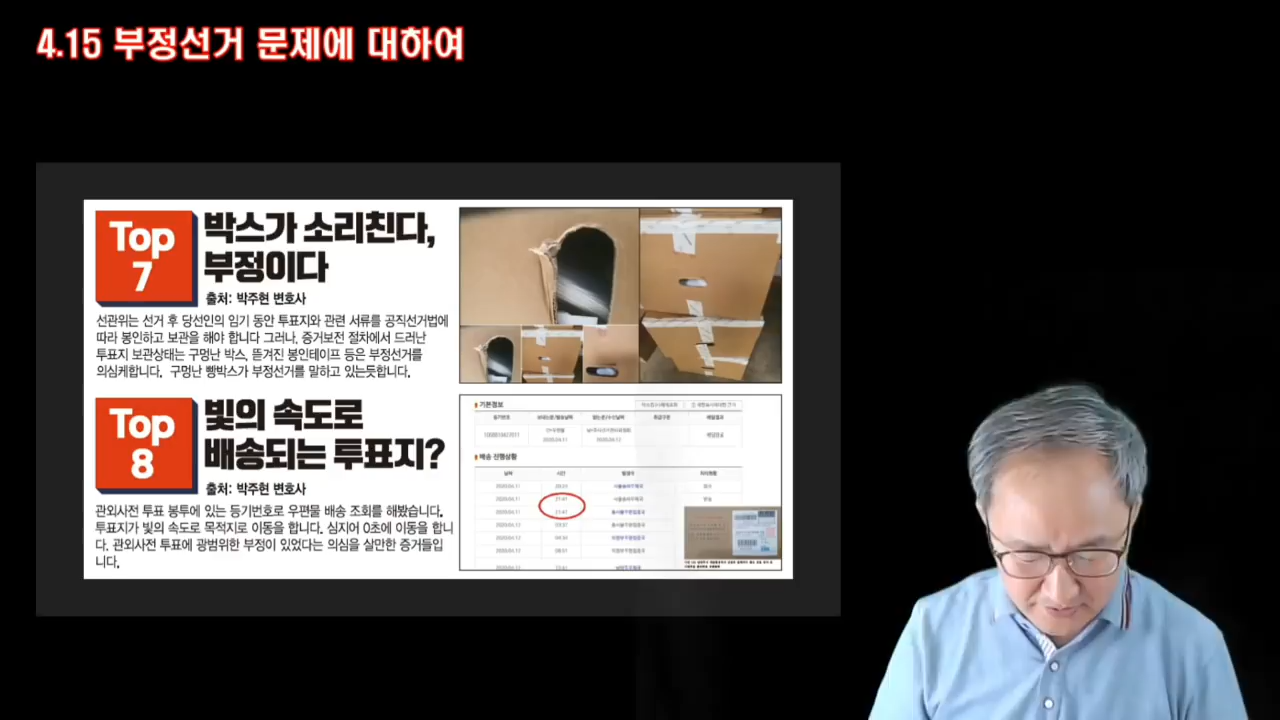 4.15 부정선거 문제에 대하여
Top
7
박스가 소리친다,
부정이다
출처: 박주현 변호사
선관위는 선거 후 당선인의 임기 동안 투표지와 관련 서류를 공직선거법에
따라 봉인하고 보관을 해야 합니다 그러나, 증거보전 절차에서 드러난
투표지 보관상태는 구멍난 박스, 뜯겨진 봉인테이프 등은 부정선거를
의심케합니다. 구멍난 빵박스가 부정선거를 말하고 있는듯합니다.
Top
8
빛의 속도로
배송되는 투표지?
출처: 박주현 변호사
관외사전 투표 봉투에 있는 등기번호로 우편물 배송 조회를 해봤습니다.
투표지가 빛의 속도로 목적지로 이동을 합니다. 심지어 0초에 이동을 합니
다. 관외사전 투표에 광범위한 부정이 있었다는 의심을 살만한 증거들입
니다.
기본정보
배송 진행상황
날짜 시간 발생국 처리현황